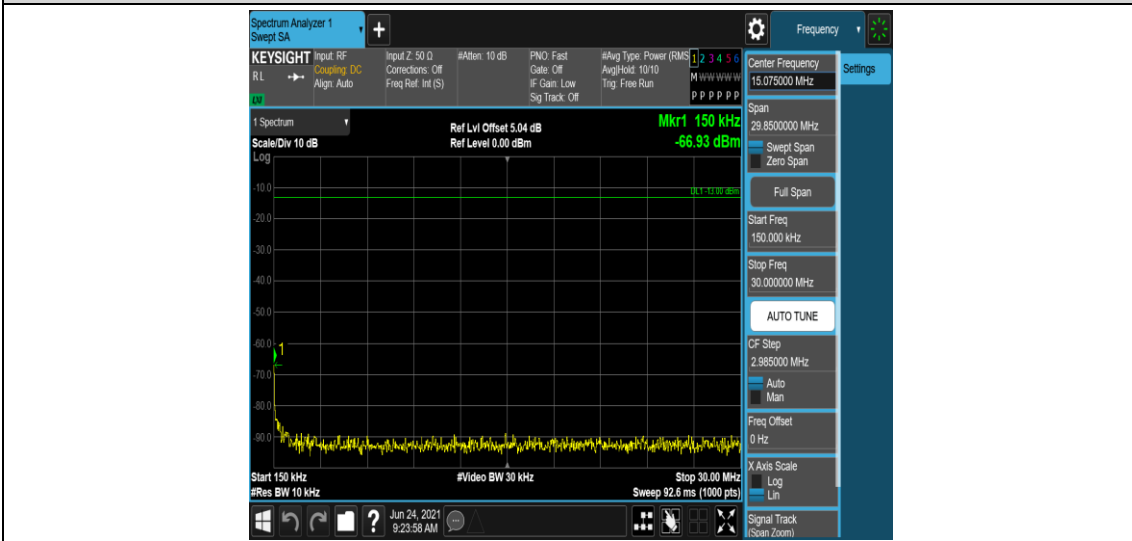 Spectrum Analyzer 1
Swept SA
+
Frequency
KEYSIGHT
RL
LXI
Input: RF
Coupling: DC
Align: Auto
Input Z: 50 Ω
Corrections: Off
Freq Ref: Int (S)
#Atten: 10 dB
PNO: Fast
Gate: Off
IF Gain: Low
Sig Track: Off
#Avg Type: Power (RMS
Avg|Hold: 10/10
Trig: Free Run
1 2 3 4 5 6
M W W W W W
P P P P P P
1 Spectrum
Scale/Div 10 dB
Log
Ref Lvl Offset 5.04 dB
Ref Level 0.00 dBm
Mkr1 150 kHz
-66.93 dBm
DL1 -13.00 dBm
-10.0
-20.0
-30.0
-40.0
-50.0
-60.0
1
-70.0
-80.0
-90.0
Start 150 kHz
#Video BW 30 kHz
Stop 30.00 MHz
#Res BW 10 kHz
Sweep 92.6 ms (1000 pts)
Center Frequency
15.075000 MHz
Settings
Span
29.8500000 MHz
Swept Span
Zero Span
Full Span
Start Freq
150.000 kHz
Stop Freq
30.000000 MHz
AUTO TUNE
CF Step
2.985000 MHz
Auto
Man
Freq Offset
0 Hz
X Axis Scale
Log
Lin
Signal Track
(Span Zoom)
?
Jun 24, 2021
9:23:58 AM